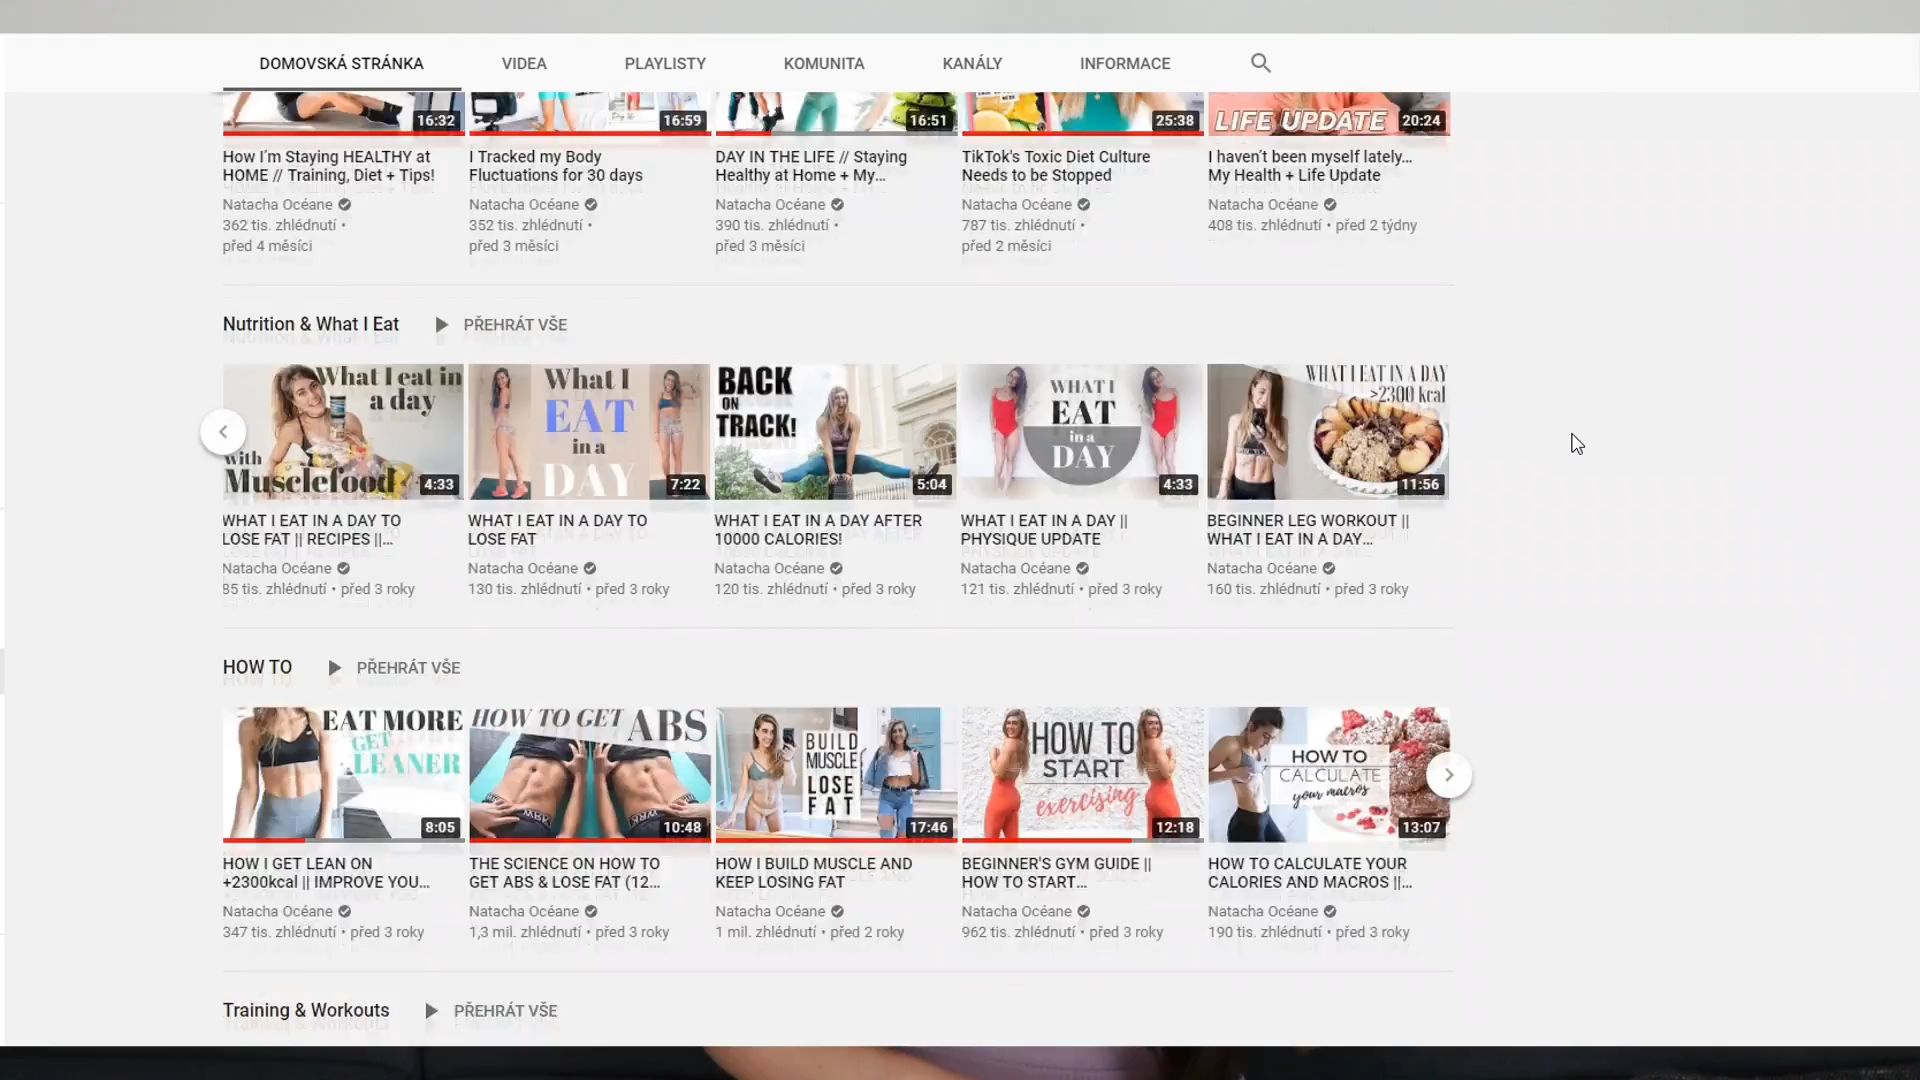 DOMOVSKÁ STRÁNKA VIDEA PLAYLISTY KOMUNITA KANÁLY INFORMACE
16:32 16:59 16:51 25:38 LIFE UPDATE 20:24
How I'm Staying HEALTHY at
HOME // Training, Diet + Tips!
Natacha Océane
362 tis. zhlédnutí •
před 4 měsíci
I Tracked my Body
Fluctuations for 30 days
Natacha Océane
352 tis. zhlédnutí •
před 3 měsíci
DAY IN THE LIFE // Staying
Healthy at Home + My...
Natacha Océane
390 tis. zhlédnutí •
před 3 měsíci
TikTok's Toxic Diet Culture
Needs to be Stopped
Natacha Océane
787 tis. zhlédnutí •
před 2 měsíci
I haven't been myself lately...
My Health + Life Update
Natacha Océane
408 tis. zhlédnutí • před 2 týdny
Nutrition & What I Eat PŘEHRÁT VŠE
What I eat in
a day
with
Musclefood
4:33
WHAT I EAT IN A DAY TO
LOSE FAT || RECIPES ||...
Natacha Océane
85 tis. zhlédnutí • před 3 roky
What I
EAT
in a
DAY
7:22
WHAT I EAT IN A DAY TO
LOSE FAT
Natacha Océane
130 tis. zhlédnutí • před 3 roky
BACK
ON
TRACK!
5:04
WHAT I EAT IN A DAY AFTER
10000 CALORIES!
Natacha Océane
120 tis. zhlédnutí • před 3 roky
WHAT I
EAT
in a
DAY
4:33
WHAT I EAT IN A DAY ||
PHYSIQUE UPDATE
Natacha Océane
121 tis. zhlédnutí • před 3 roky
WHAT I EAT IN A DAY
>2300 kcal
11:56
BEGINNER LEG WORKOUT ||
WHAT I EAT IN A DAY...
Natacha Océane
160 tis. zhlédnutí • před 3 roky
HOW TO PŘEHRÁT VŠE
EAT MORE
GET
LEANER
8:05
HOW I GET LEAN ON
+2300kcal || IMPROVE YOU...
Natacha Océane
347 tis. zhlédnutí • před 3 roky
HOW TO GET ABS
10:48
THE SCIENCE ON HOW TO
GET ABS & LOSE FAT (12...
Natacha Océane
1,3 mil. zhlédnutí • před 3 roky
BUILD
MUSCLE
LOSE
FAT
17:46
HOW I BUILD MUSCLE AND
KEEP LOSING FAT
Natacha Océane
1 mil. zhlédnutí • před 2 roky
HOW TO
START
exercising
12:18
BEGINNER'S GYM GUIDE ||
HOW TO START...
Natacha Océane
962 tis. zhlédnutí • před 3 roky
HOW TO
CALCULATE
your macros
13:07
HOW TO CALCULATE YOUR
CALORIES AND MACROS ||...
Natacha Océane
190 tis. zhlédnutí • před 3 roky
Training & Workouts PŘEHRÁT VŠE